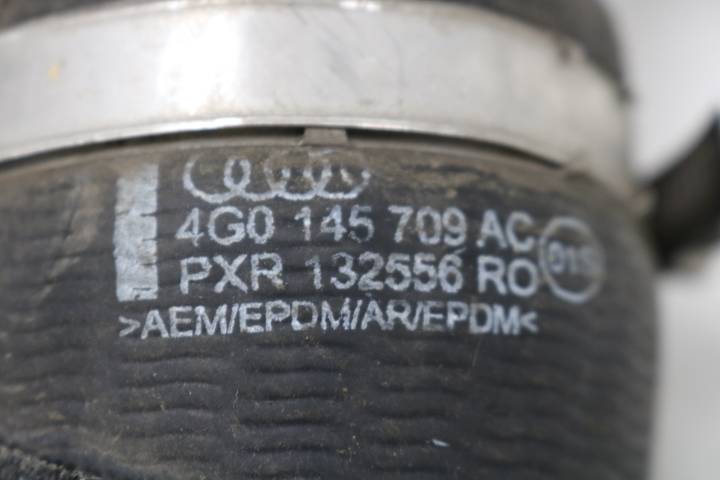 4G0 145 709 AC
PXR 132556 RO
>AEM/EPDM/AR/EPDM<